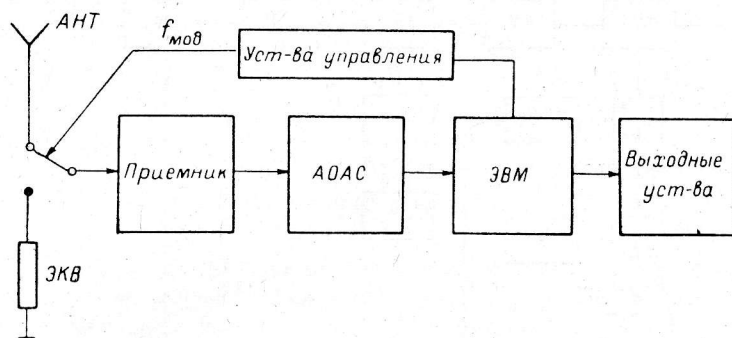 АНТ
fмод
Уст-ва управления
Приемник
АОАС
ЭВМ
Выходные
уст-ва
ЭКВ